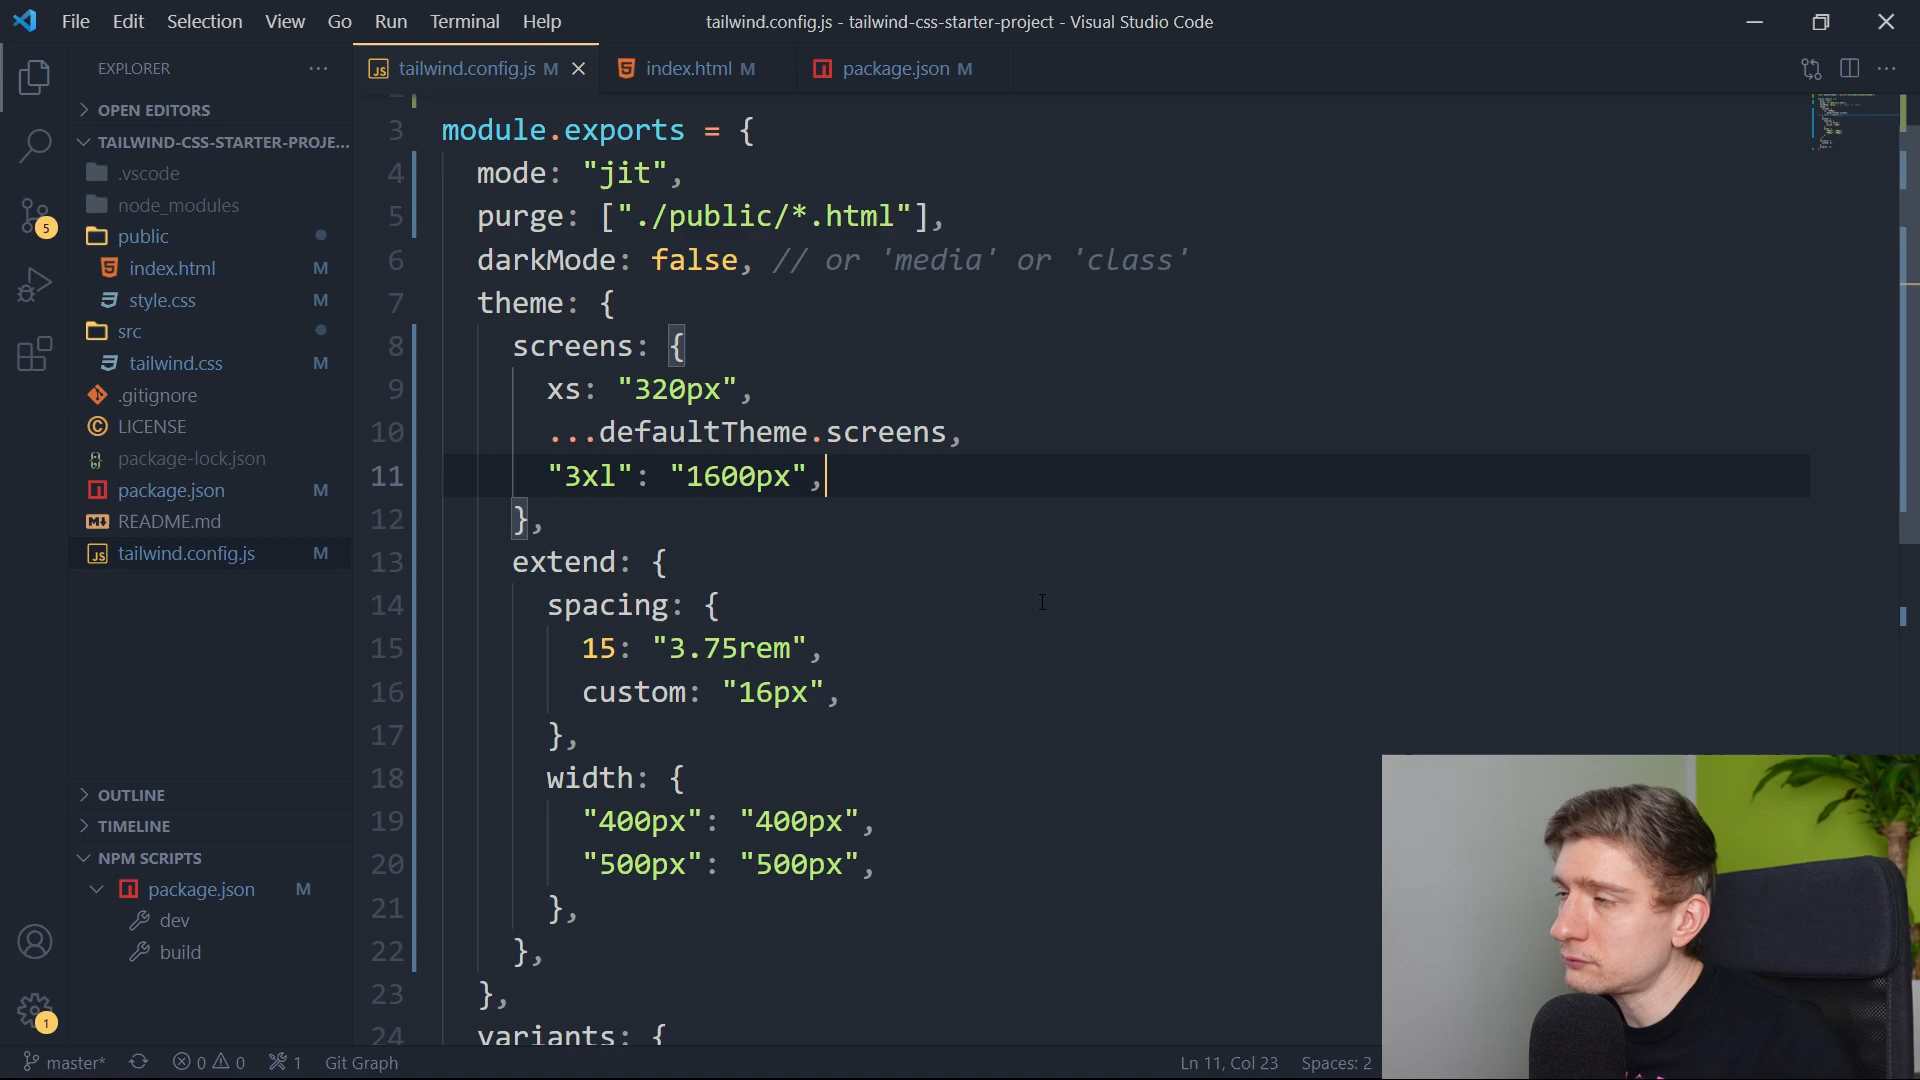 File Edit Selection View Go Run Terminal Help
tailwind.config.js - tailwind-css-starter-project - Visual Studio Code
EXPLORER
OPEN EDITORS
TAILWIND-CSS-STARTER-PROJE...
.vscode
node_modules
public
index.html M
style.css M
src
tailwind.css M
.gitignore
LICENSE
package-lock.json
package.json M
README.md
tailwind.config.js M
OUTLINE
TIMELINE
NPM SCRIPTS
package.json M
dev
build
5
1
tailwind.config.js M
index.html M
package.json M
3 module.exports = {
4 mode: "jit",
5 purge: ["./public/*.html"],
6 darkMode: false, // or 'media' or 'class'
7 theme: {
8 screens: {
9 xs: "320px",
10 ...defaultTheme.screens,
11 "3xl": "1600px",
12 },
13 extend: {
14 spacing: {
15 15: "3.75rem",
16 custom: "16px",
17 },
18 width: {
19 "400px": "400px",
20 "500px": "500px",
21 },
22 },
23 },
24 variants: {
master* 0 0 1 Git Graph
Ln 11, Col 23 Spaces: 2